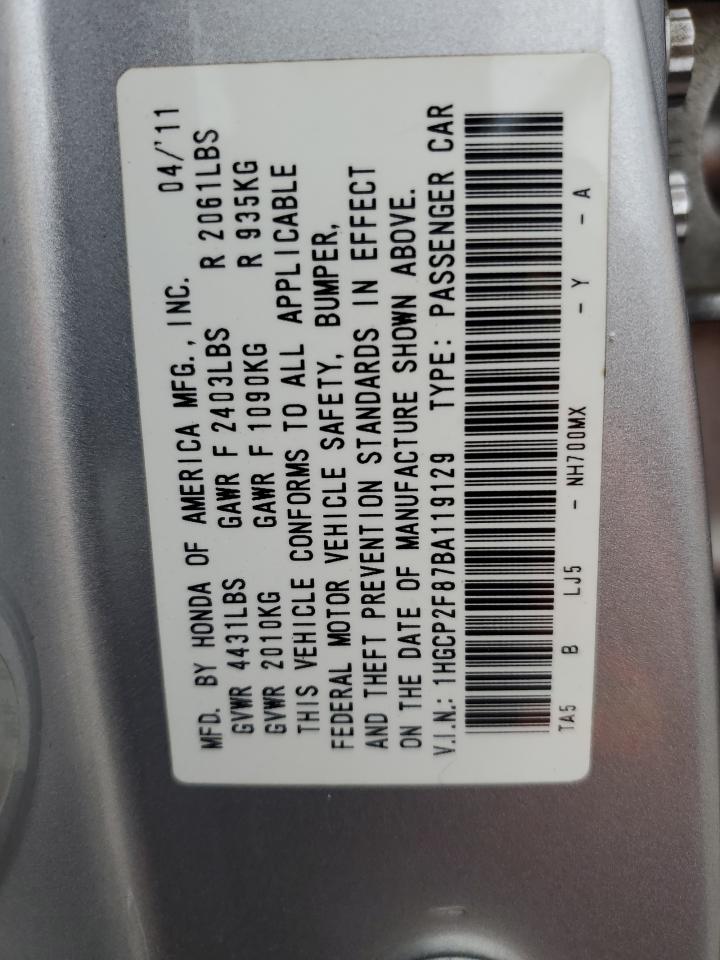 MFD. BY HONDA OF AMERICA MFG., INC. 04/'11
GVWR 4431LBS GAWR F 2403LBS R 2061LBS
GVWR 2010KG GAWR F 1090KG R 935KG
THIS VEHICLE CONFORMS TO ALL APPLICABLE
FEDERAL MOTOR VEHICLE SAFETY, BUMPER,
AND THEFT PREVENTION STANDARDS IN EFFECT
ON THE DATE OF MANUFACTURE SHOWN ABOVE.
V.I.N.: 1HGCP2F87BA119129 TYPE: PASSENGER CAR
TA5 B LJ5 - NH700MX - Y - A